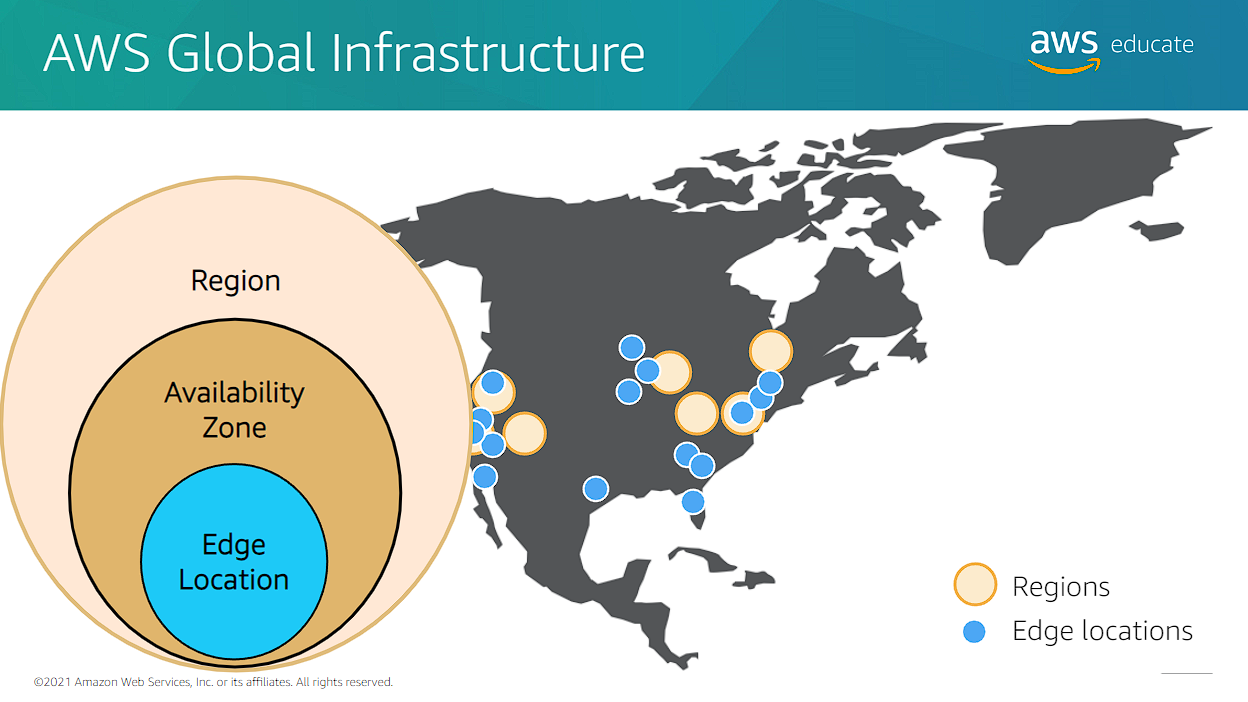 AWS Global Infrastructure
aws educate
Region
Availability
Zone
Edge
Location
Regions
Edge locations
©2021 Amazon Web Services, Inc. or its affiliates. All rights reserved.